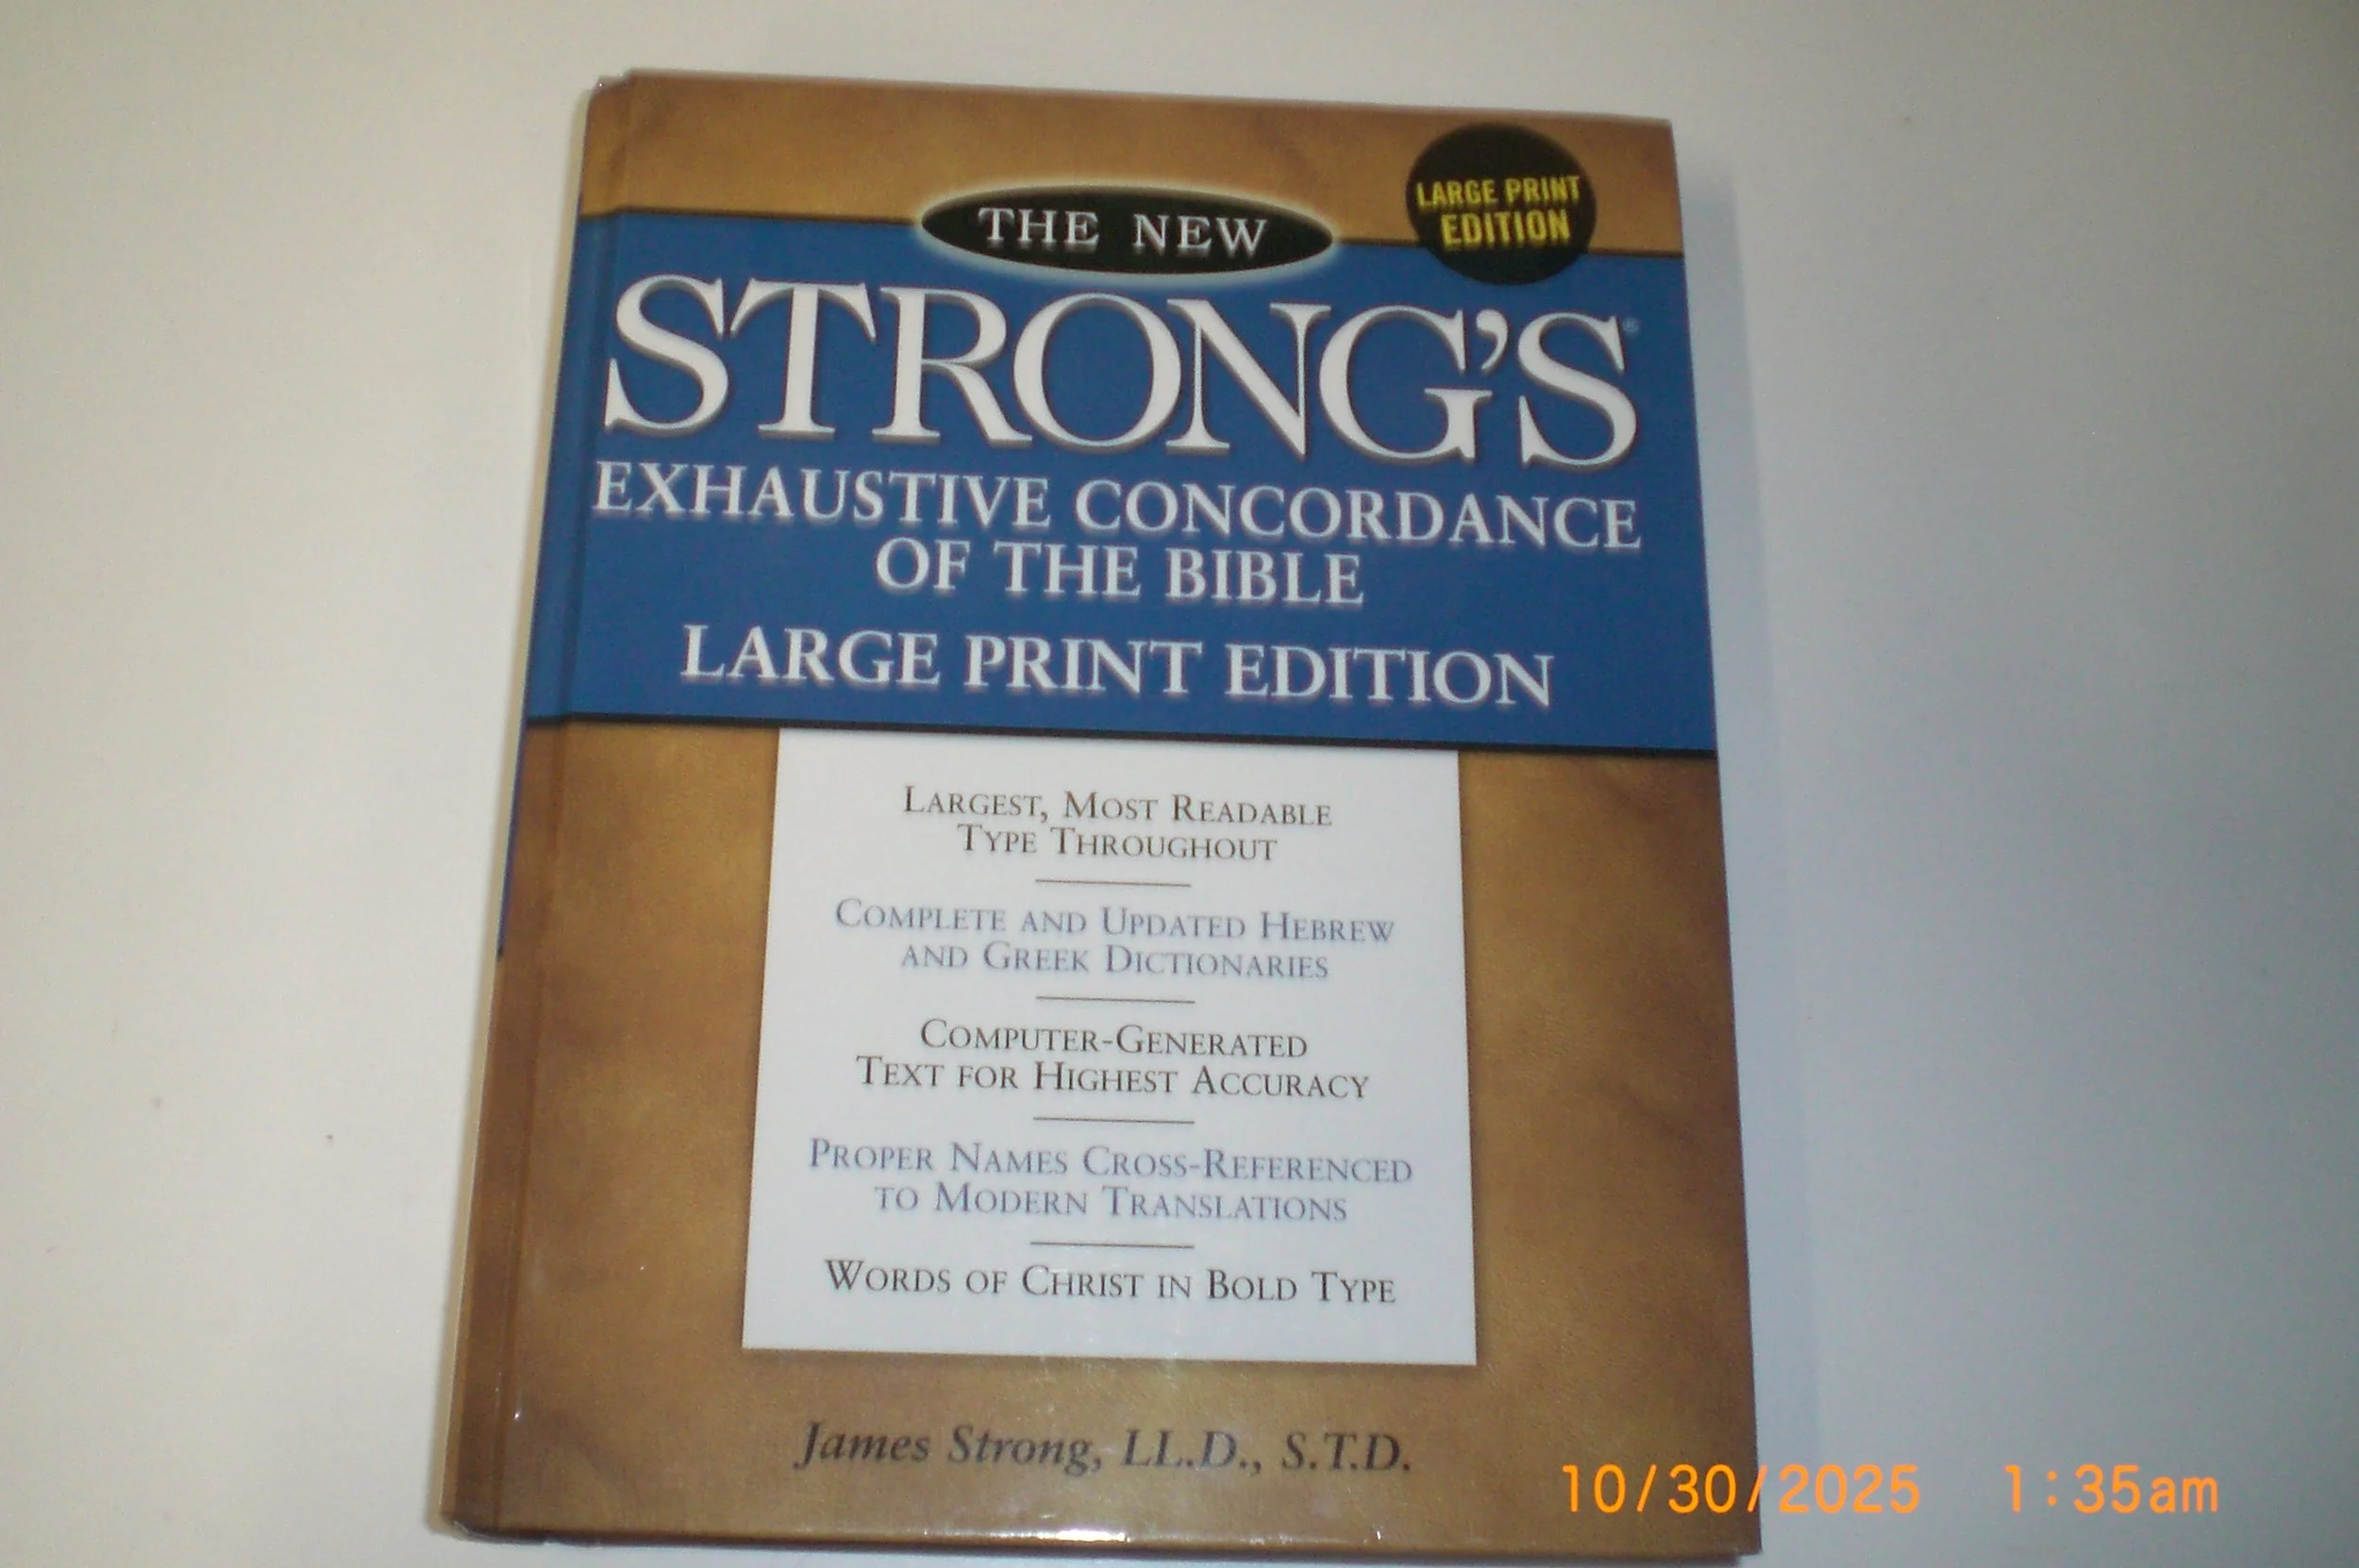 THE NEW
LARGE PRINT
EDITION
STRONG'S®
EXHAUSTIVE CONCORDANCE
OF THE BIBLE
LARGE PRINT EDITION
LARGEST, MOST READABLE
TYPE THROUGHOUT
COMPLETE AND UPDATED HEBREW
AND GREEK DICTIONARIES
COMPUTER-GENERATED
TEXT FOR HIGHEST ACCURACY
PROPER NAMES CROSS-REFERENCED
TO MODERN TRANSLATIONS
WORDS OF CHRIST IN BOLD TYPE
James Strong, LL.D., S.T.D.
10/30/2025 1:35am